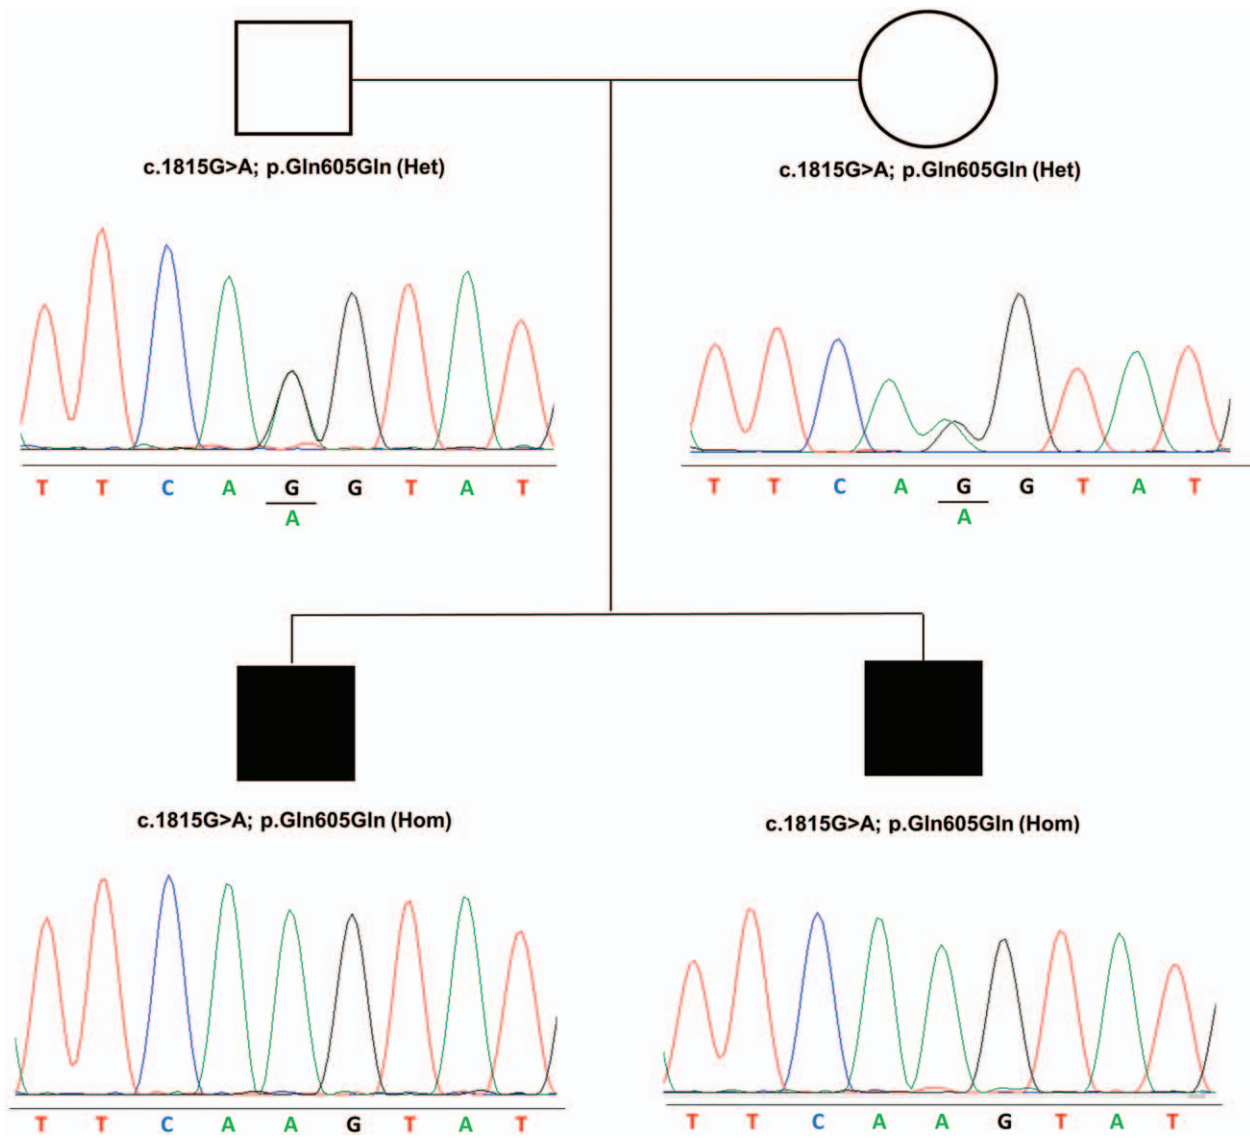 c.1815G>A; p.Gln605Gln (Het)
c.1815G>A; p.Gln605Gln (Het)
T T C A G G T A T
A
T T C A G G T A T
A
c.1815G>A; p.Gln605Gln (Hom)
c.1815G>A; p.Gln605Gln (Hom)
T T C A A G T A T
T T C A A G T A T